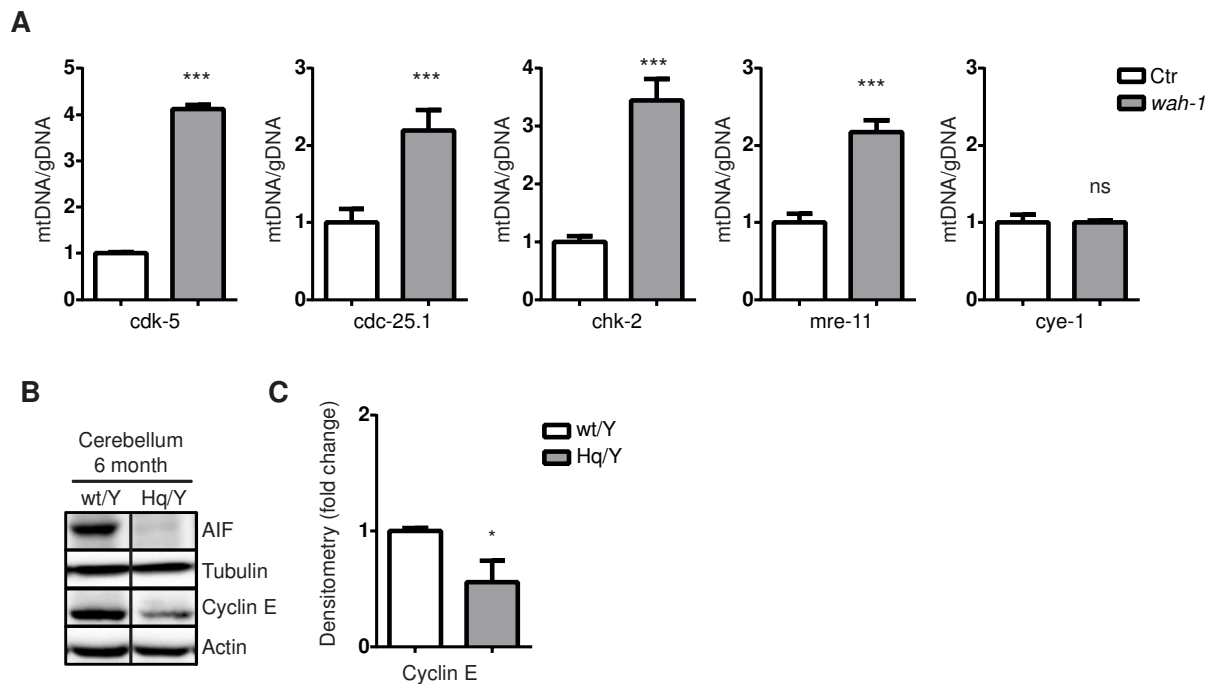 A
5
4
3
2
1
0
mtDNA/gDNA
***
cdk-5
3
2
1
0
mtDNA/gDNA
***
cdc-25.1
4
3
2
1
0
mtDNA/gDNA
***
chk-2
3
2
1
0
mtDNA/gDNA
***
mre-11
3
2
1
0
mtDNA/gDNA
ns
cye-1
Ctr
wah-1
B
Cerebellum
6 month
wt/Y Hq/Y
AIF
Tubulin
Cyclin E
Actin
C
2
1
0
Densitometry (fold change)
*
Cyclin E
wt/Y
Hq/Y